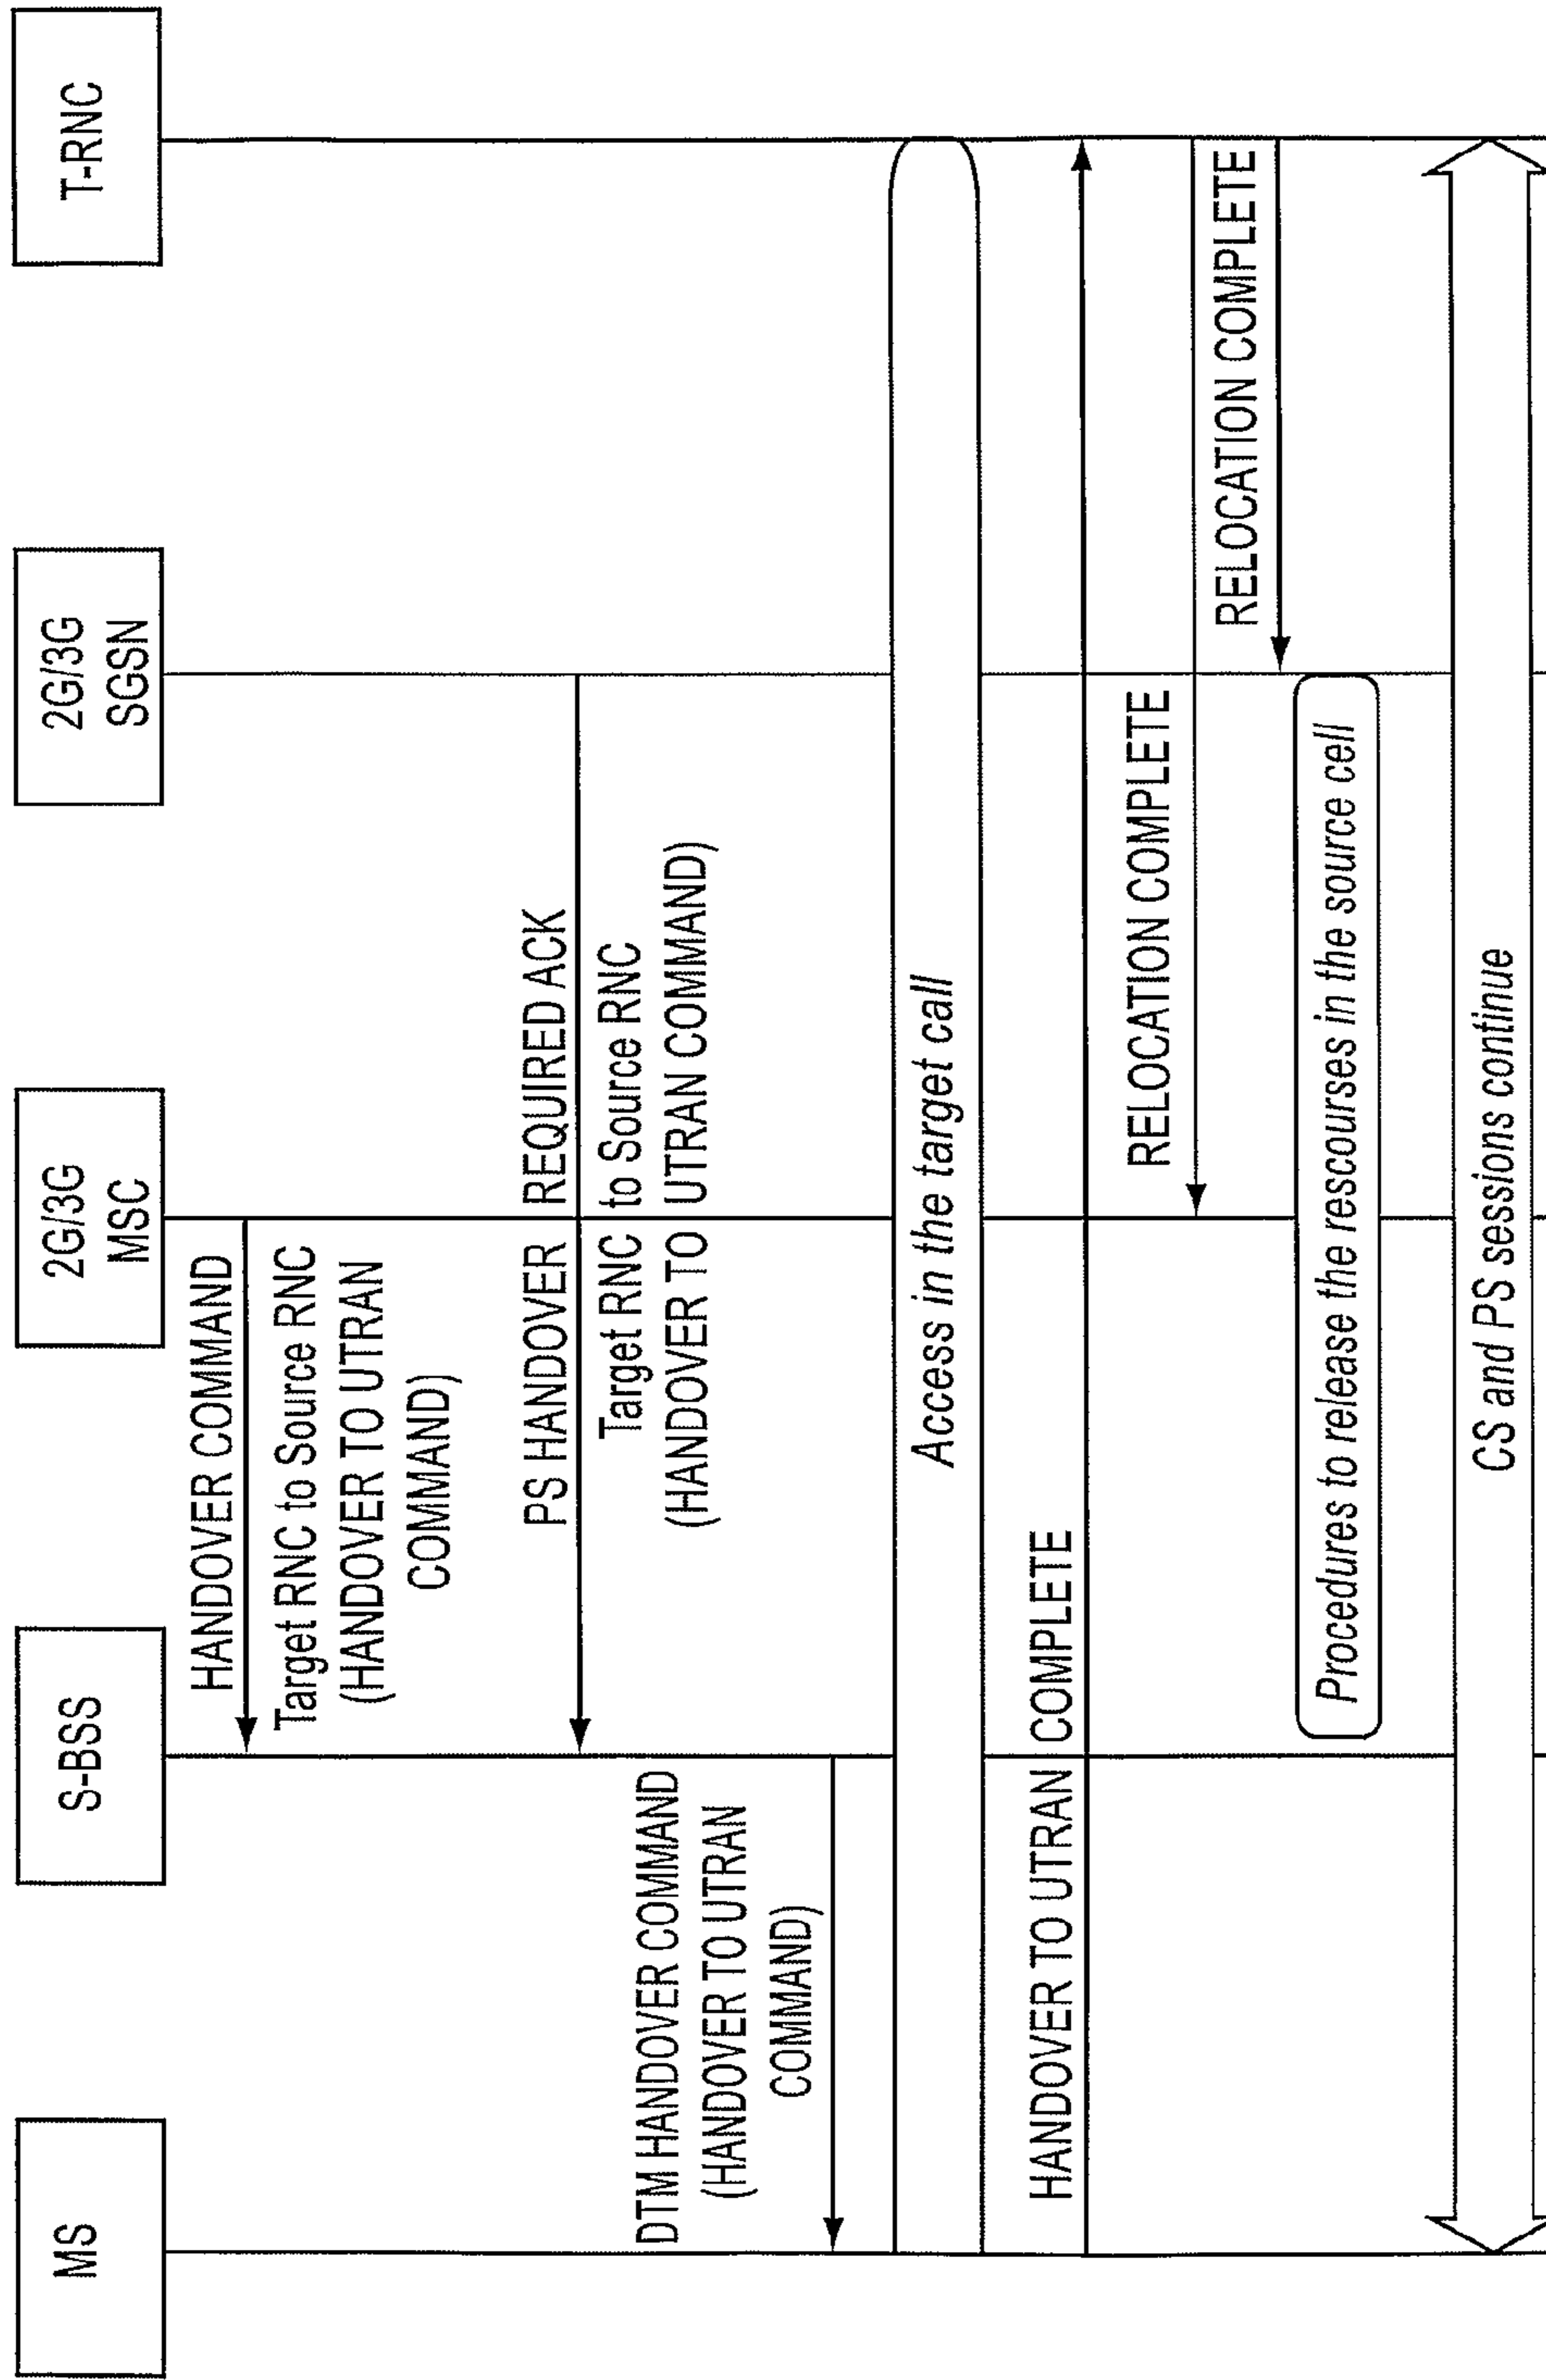 MS
S-BSS
2G/3G
MSC
2G/3G
SGSN
T-RNC
HANDOVER COMMAND
Target RNC to Source RNC
(HANDOVER TO UTRAN
COMMAND)
PS HANDOVER REQUIRED ACK
Target RNC to Source RNC
(HANDOVER TO UTRAN COMMAND)
DTM HANDOVER COMMAND
(HANDOVER TO UTRAN
COMMAND)
Access in the target call
HANDOVER TO UTRAN COMPLETE
RELOCATION COMPLETE
RELOCATION COMPLETE
Procedures to release the rescourses in the source cell
CS and PS sessions continue